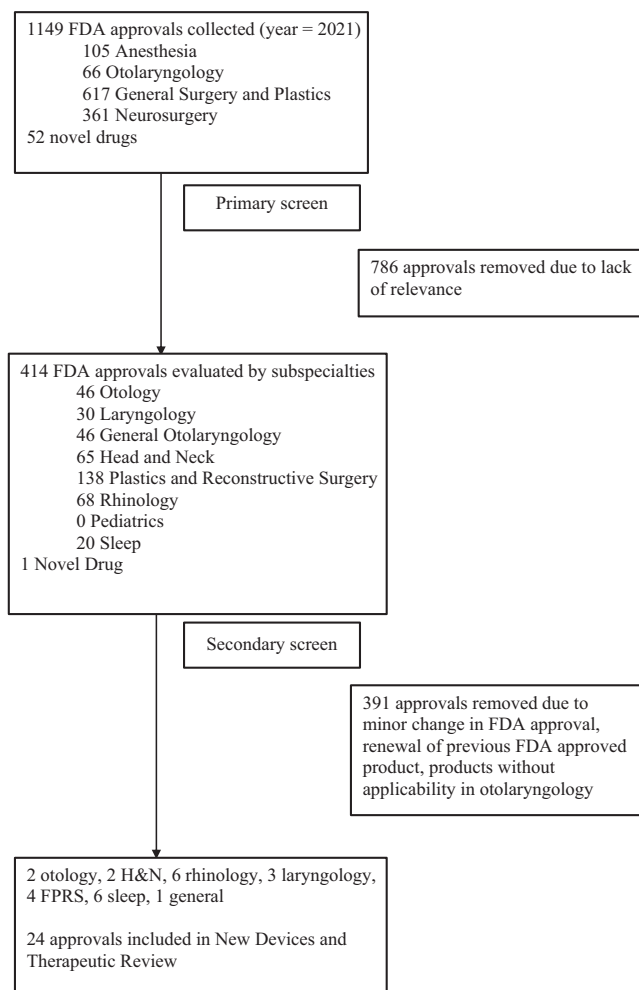 1149 FDA approvals collected (year = 2021)
105 Anesthesia
66 Otolaryngology
617 General Surgery and Plastics
361 Neurosurgery
52 novel drugs
Primary screen
786 approvals removed due to lack
of relevance
414 FDA approvals evaluated by subspecialties
46 Otology
30 Laryngology
46 General Otolaryngology
65 Head and Neck
138 Plastics and Reconstructive Surgery
68 Rhinology
0 Pediatrics
20 Sleep
1 Novel Drug
Secondary screen
391 approvals removed due to
minor change in FDA approval,
renewal of previous FDA approved
product, products without
applicability in otolaryngology
2 otology, 2 H&N, 6 rhinology, 3 laryngology,
4 FPRS, 6 sleep, 1 general
24 approvals included in New Devices and
Therapeutic Review